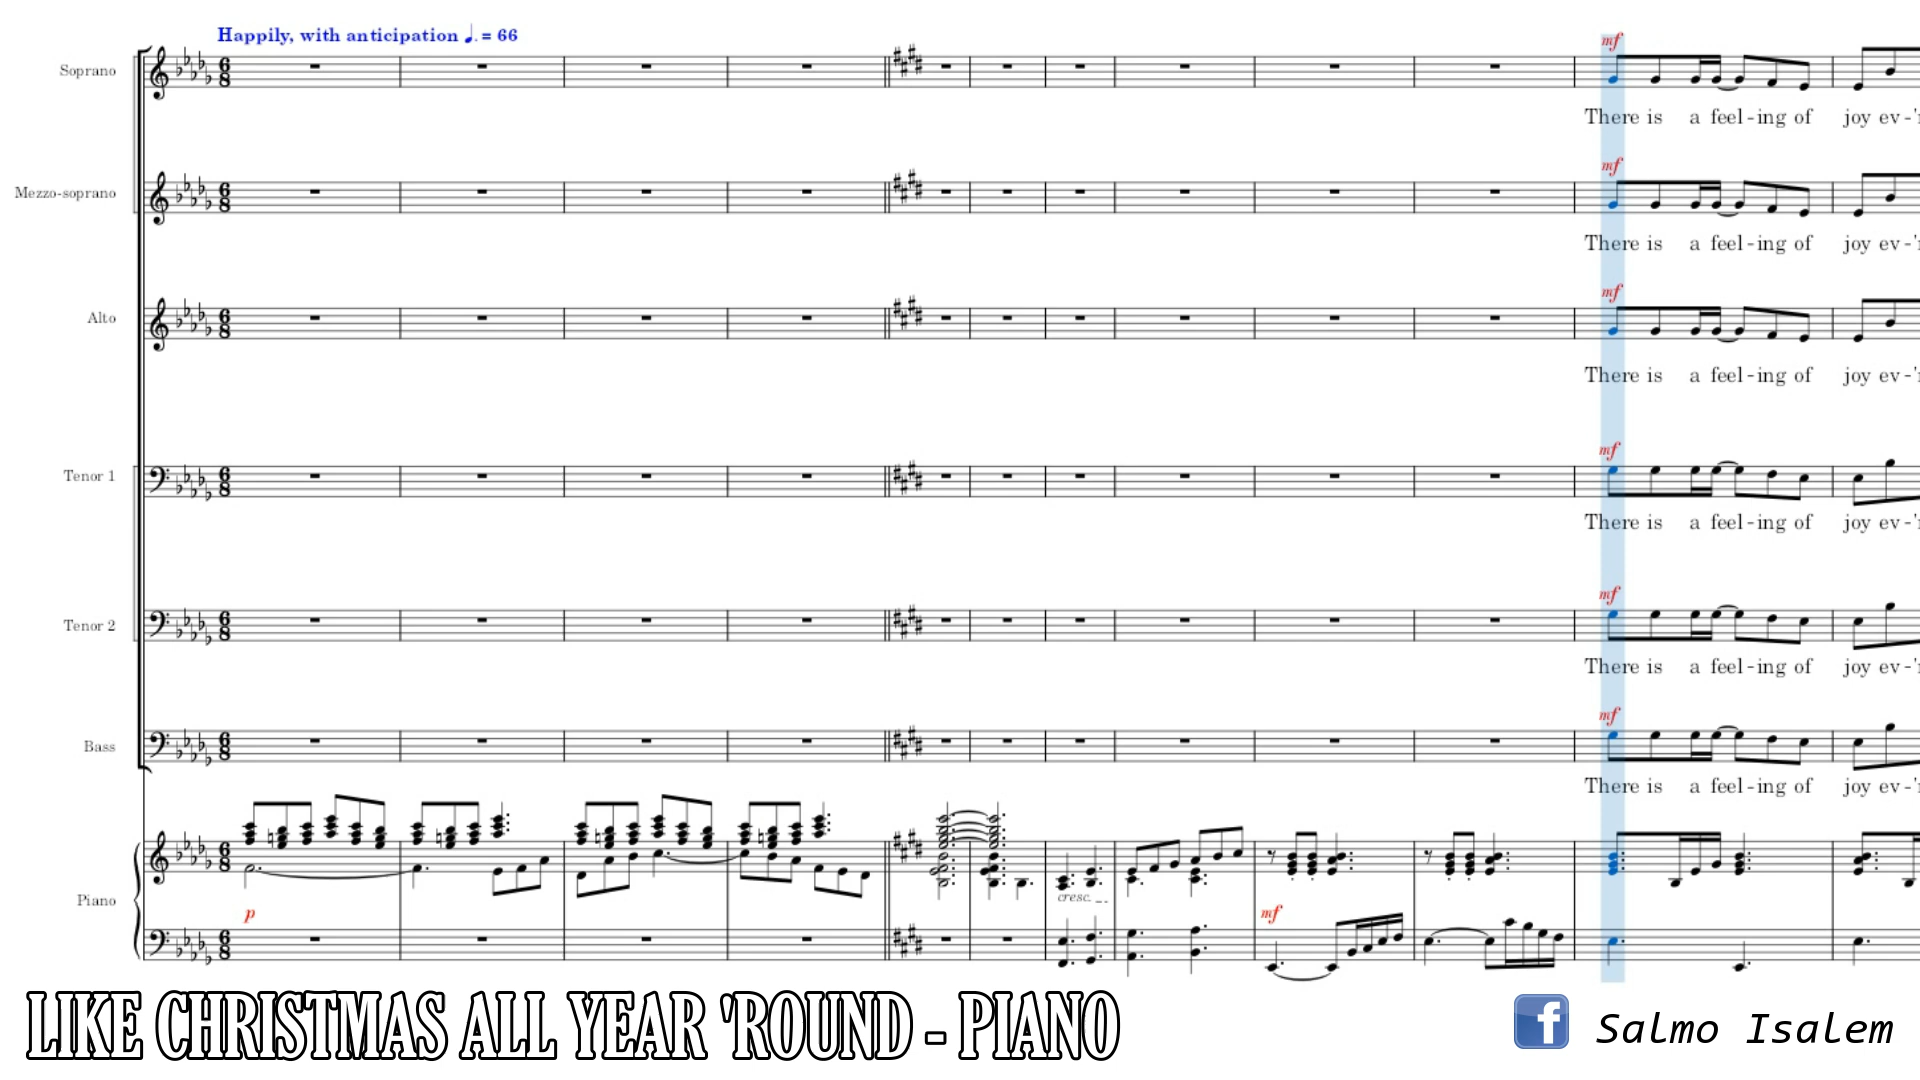 Happily, with anticipation ♩. = 66
Soprano
mf
There is a feel - ing of joy ev - 'r
Mezzo-soprano
mf
There is a feel - ing of joy ev - 'r
Alto
mf
There is a feel - ing of joy ev - 'r
Tenor 1
mf
There is a feel - ing of joy ev - 'r
Tenor 2
mf
There is a feel - ing of joy ev - 'r
Bass
mf
There is a feel - ing of joy ev - 'r
Piano
p
cresc. _ _
mf
LIKE CHRISTMAS ALL YEAR 'ROUND - PIANO
f Salmo Isalem